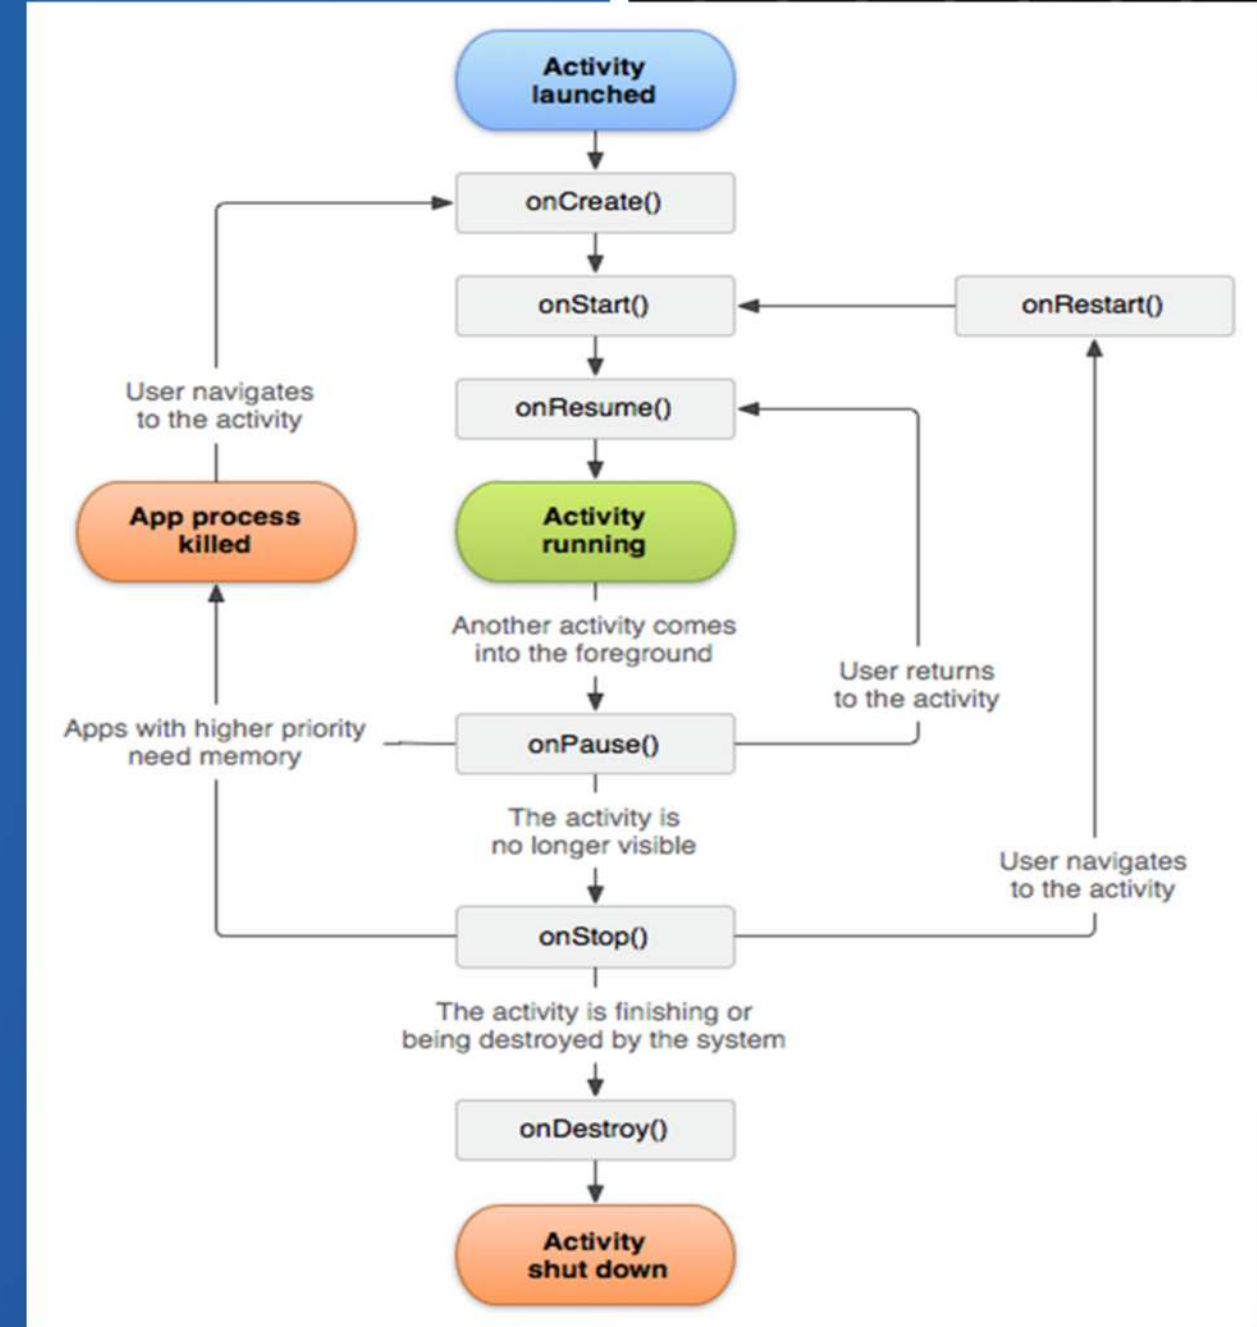 Activity
launched
onCreate()
onStart()
onRestart()
onResume()
User navigates
to the activity
App process
killed
Activity
running
Another activity comes
into the foreground
User returns
to the activity
Apps with higher priority
need memory
onPause()
The activity is
no longer visible
User navigates
to the activity
onStop()
The activity is finishing or
being destroyed by the system
onDestroy()
Activity
shut down